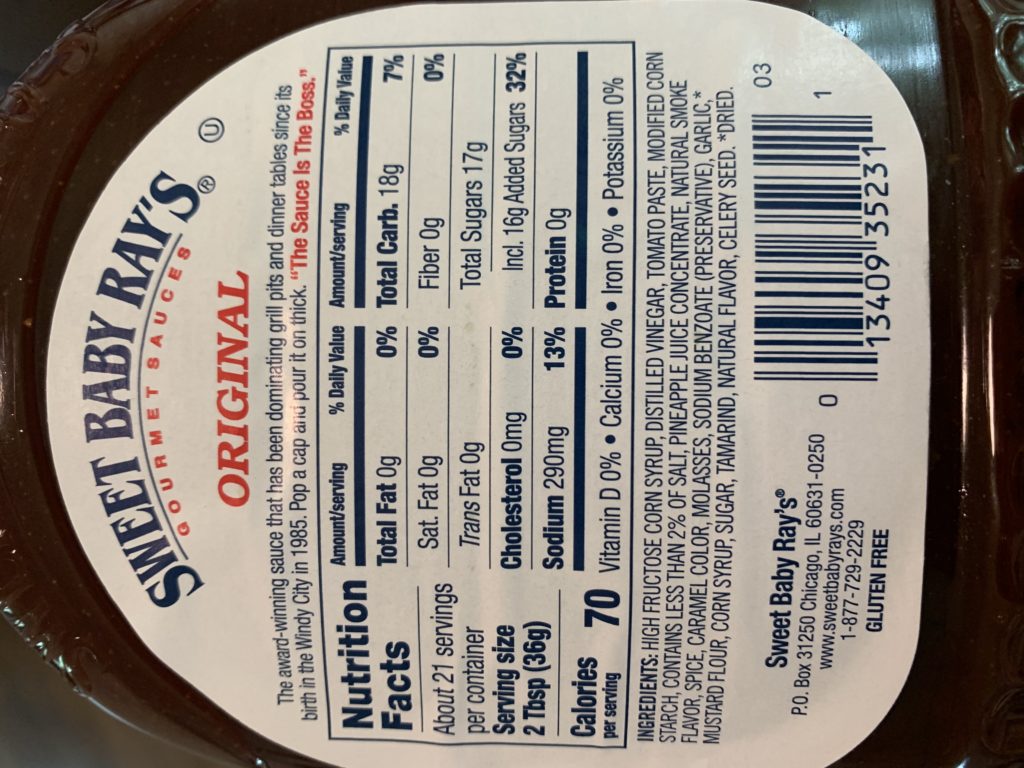 SWEET BABY RAY'S®
GOURMET SAUCES
U
ORIGINAL
The award-winning sauce that has been dominating grill pits and dinner tables since its
birth in the Windy City in 1985. Pop a cap and pour it on thick. “The Sauce Is The Boss.”
Nutrition
Facts
About 21 servings
per container
Serving size
2 Tbsp (36g)
Calories 70
per serving
Amount/serving % Daily Value
Total Fat 0g 0%
Sat. Fat 0g 0%
Trans Fat 0g
Cholesterol 0mg 0%
Sodium 290mg 13%
Amount/serving % Daily Value
Total Carb. 18g 7%
Fiber 0g 0%
Total Sugars 17g
Incl. 16g Added Sugars 32%
Protein 0g
Vitamin D 0% • Calcium 0% • Iron 0% • Potassium 0%
INGREDIENTS: HIGH FRUCTOSE CORN SYRUP, DISTILLED VINEGAR, TOMATO PASTE, MODIFIED CORN
STARCH, CONTAINS LESS THAN 2% OF SALT, PINEAPPLE JUICE CONCENTRATE, NATURAL SMOKE
FLAVOR, SPICE, CARAMEL COLOR, MOLASSES, SODIUM BENZOATE (PRESERVATIVE), GARLIC,*
MUSTARD FLOUR, CORN SYRUP, SUGAR, TAMARIND, NATURAL FLAVOR, CELERY SEED. *DRIED.
Sweet Baby Ray's®
P.O. Box 31250 Chicago, IL 60631-0250
www.sweetbabyrays.com
1-877-729-2229
GLUTEN FREE
03
0 13409 35231 1